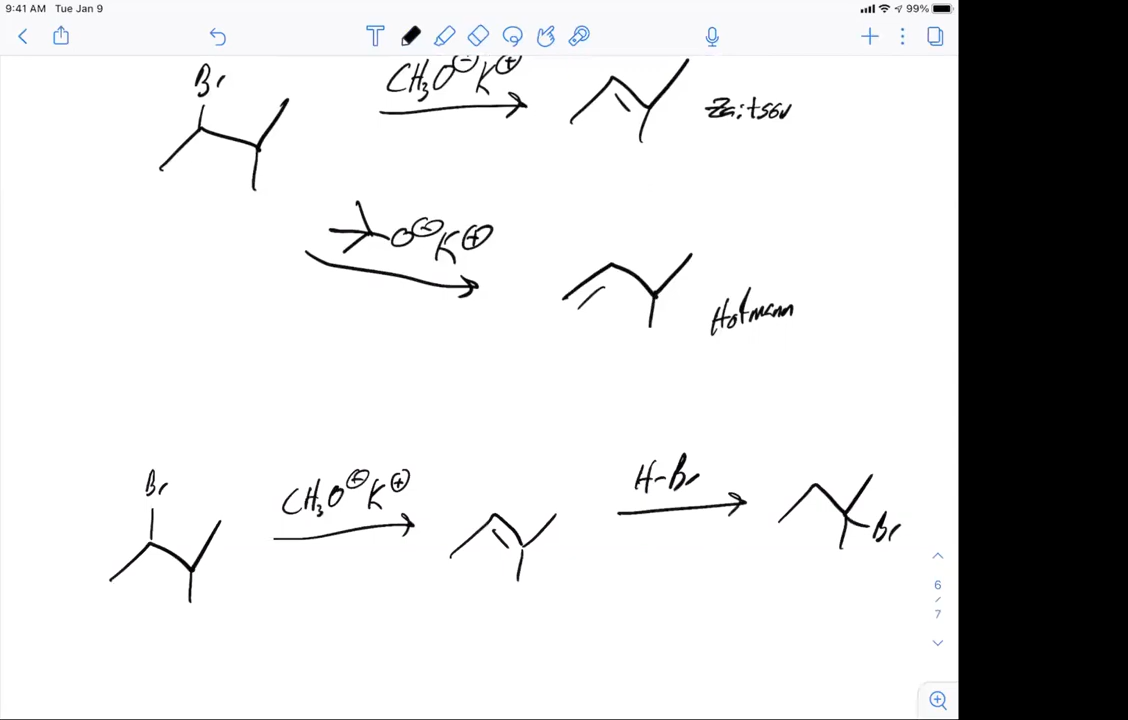 9:41 AM Tue Jan 9
99%
T
Br
CH₃O⊖K⊕
Zaitsev
O⊖K⊕
Hofmann
Br
CH₃O⊖K⊕
H-Br
Br
6
/
7